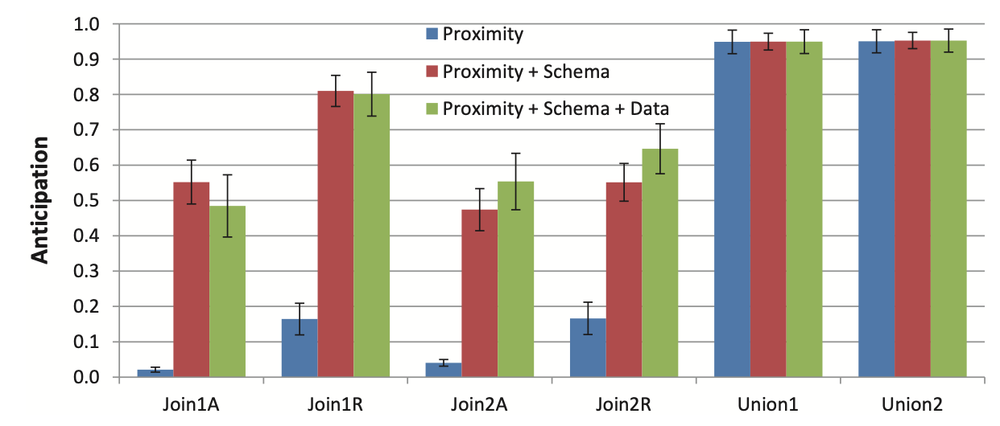 Anticipation
1.0
0.9
0.8
0.7
0.6
0.5
0.4
0.3
0.2
0.1
0.0
Proximity
Proximity + Schema
Proximity + Schema + Data
Join1A Join1R Join2A Join2R Union1 Union2